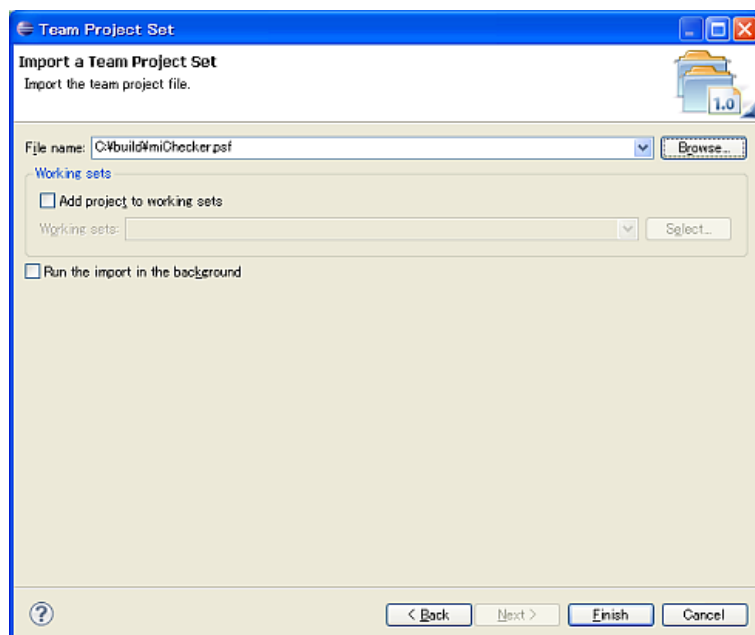 Team Project Set
Import a Team Project Set
Import the team project file.
1.0
File name: C:¥build¥miChecker.psf Browse...
Working sets
Add project to working sets
Working sets: Select...
Run the import in the background
? < Back Next > Finish Cancel